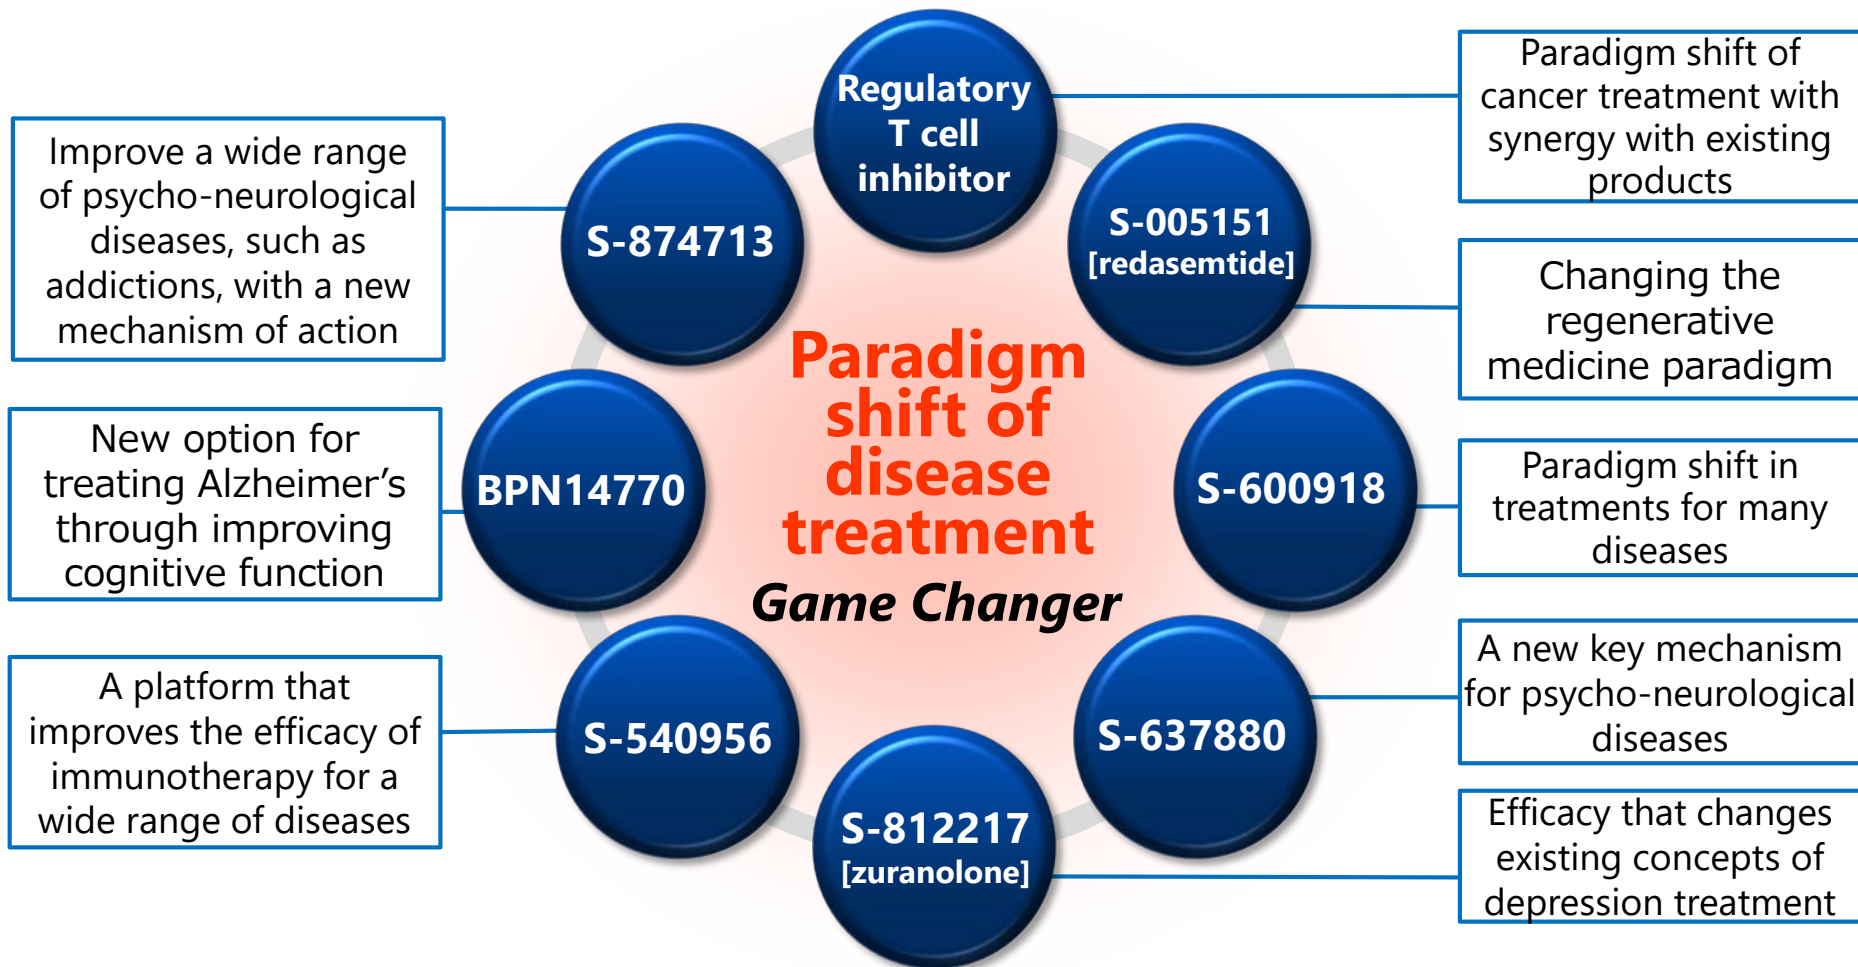 Regulatory
T cell
inhibitor
Paradigm shift of
cancer treatment with
synergy with existing
products
S-005151
[redasemtide]
Changing the
regenerative
medicine paradigm
S-600918
Paradigm shift in
treatments for many
diseases
S-637880
A new key mechanism
for psycho-neurological
diseases
S-812217
[zuranolone]
Efficacy that changes
existing concepts of
depression treatment
S-540956
A platform that
improves the efficacy of
immunotherapy for a
wide range of diseases
BPN14770
New option for
treating Alzheimer’s
through improving
cognitive function
S-874713
Improve a wide range
of psycho-neurological
diseases, such as
addictions, with a new
mechanism of action
Paradigm
shift of
disease
treatment
Game Changer